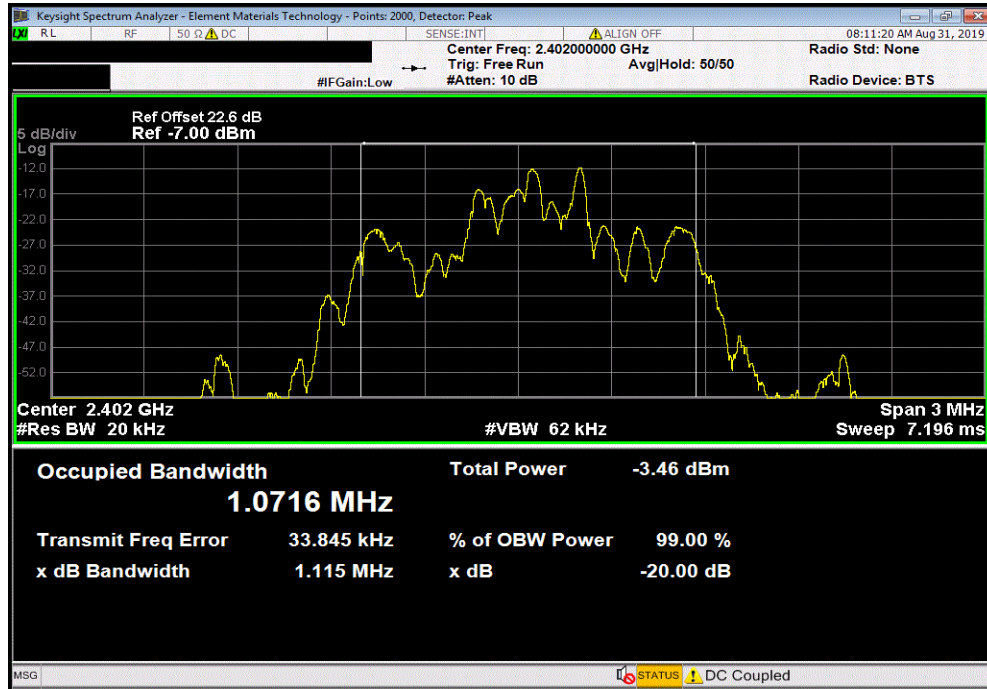 Keysight Spectrum Analyzer - Element Materials Technology - Points: 2000, Detector: Peak
LXI RL RF 50 Ω DC SENSE:INT ALIGN OFF 08:11:20 AM Aug 31, 2019
Center Freq: 2.402000000 GHz Radio Std: None
Trig: Free Run Avg|Hold: 50/50
#IFGain:Low #Atten: 10 dB Radio Device: BTS
Ref Offset 22.6 dB
5 dB/div Ref -7.00 dBm
Log
-12.0
-17.0
-22.0
-27.0
-32.0
-37.0
-42.0
-47.0
-52.0
Center 2.402 GHz Span 3 MHz
#Res BW 20 kHz #VBW 62 kHz Sweep 7.196 ms
Occupied Bandwidth Total Power -3.46 dBm
1.0716 MHz
Transmit Freq Error 33.845 kHz % of OBW Power 99.00 %
x dB Bandwidth 1.115 MHz x dB -20.00 dB
MSG STATUS DC Coupled